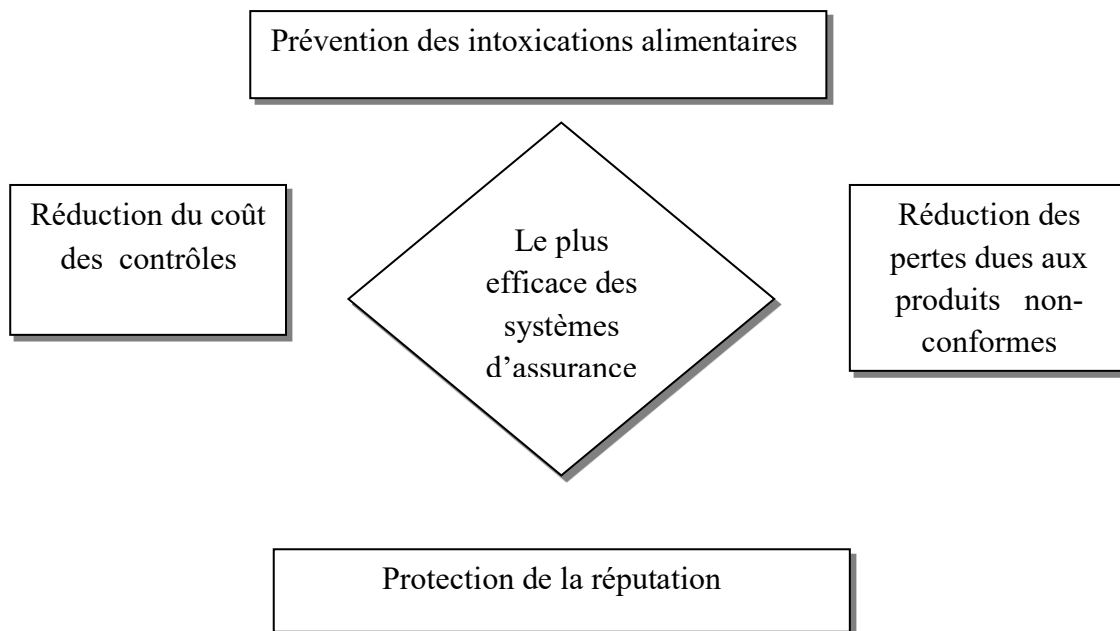 Prévention des intoxications alimentaires
Réduction du coût
des contrôles
Le plus
efficace des
systèmes
d’assurance
Réduction des
pertes dues aux
produits non-
conformes
Protection de la réputation